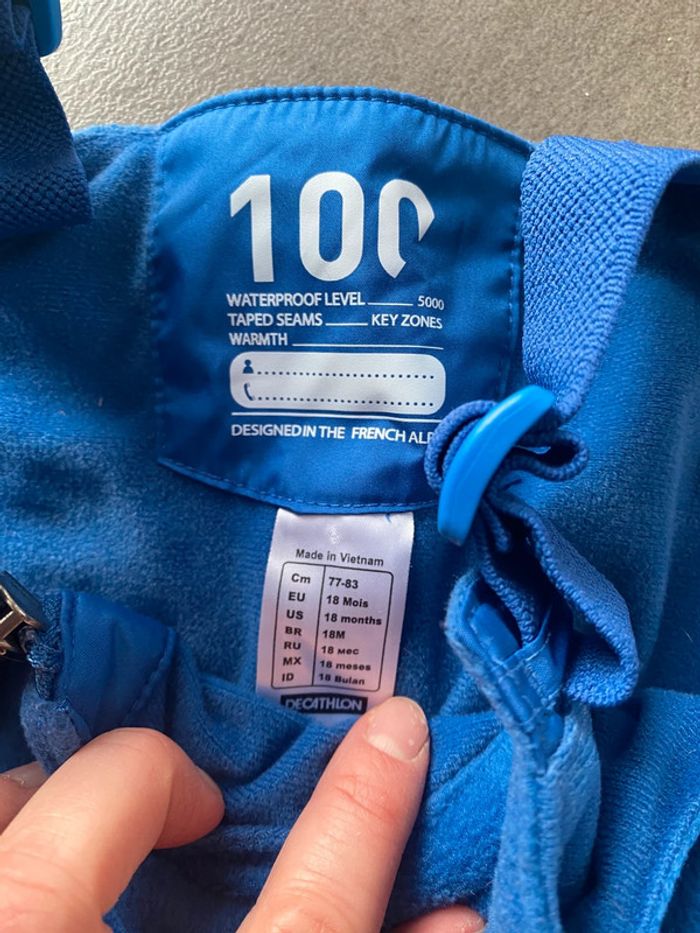 100
WATERPROOF LEVEL 5000
TAPED SEAMS KEY ZONES
WARMTH
DESIGNED IN THE FRENCH
Made in Vietnam
Cm 77-83
EU 18 Mois
US 18 months
BR 18M
RU 18 мес
MX 18 meses
ID 18 Bulan
DECATHLON